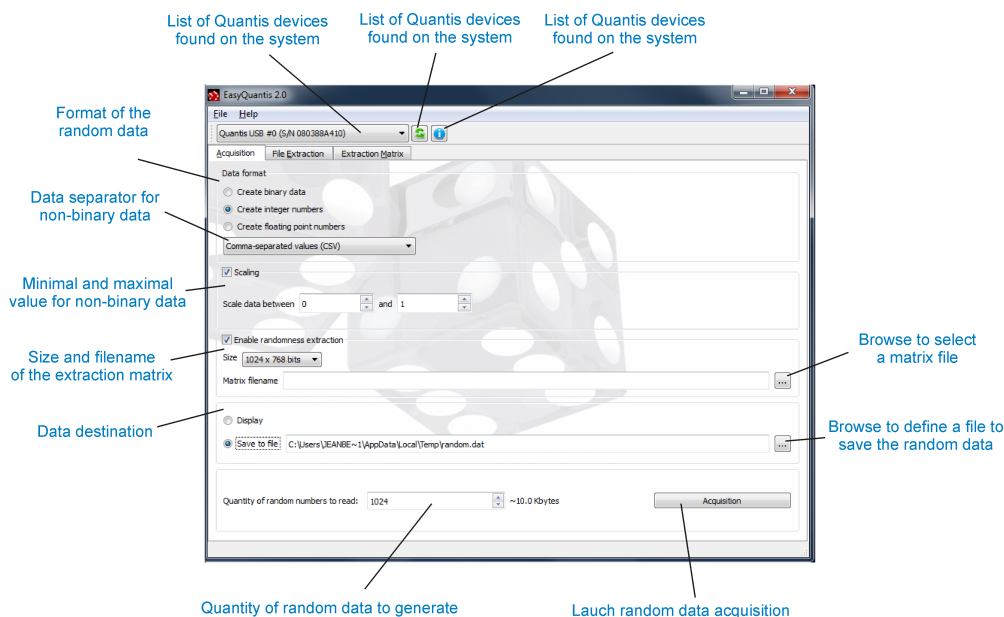 List of Quantis devices
found on the system
List of Quantis devices
found on the system
List of Quantis devices
found on the system
EasyQuantis 2.0
File Help
Quantis USB #0 (S/N 080388A410)
Format of the
random data
Acquisition File Extraction Extraction Matrix
Data format
Create binary data
Create integer numbers
Create floating point numbers
Comma-separated values (CSV)
Data separator for
non-binary data
Scaling
Scale data between 0 and 1
Minimal and maximal
value for non-binary data
Enable randomness extraction
Size 1024 x 768 bits
Matrix filename ...
Size and filename
of the extraction matrix
Browse to select
a matrix file
Display
Save to file C:\Users\JEANBE~1\AppData\Local\Temp\random.dat ...
Data destination
Browse to define a file to
save the random data
Quantity of random numbers to read: 1024 ~10.0 Kbytes Acquisition
Quantity of random data to generate
Lauch random data acquisition